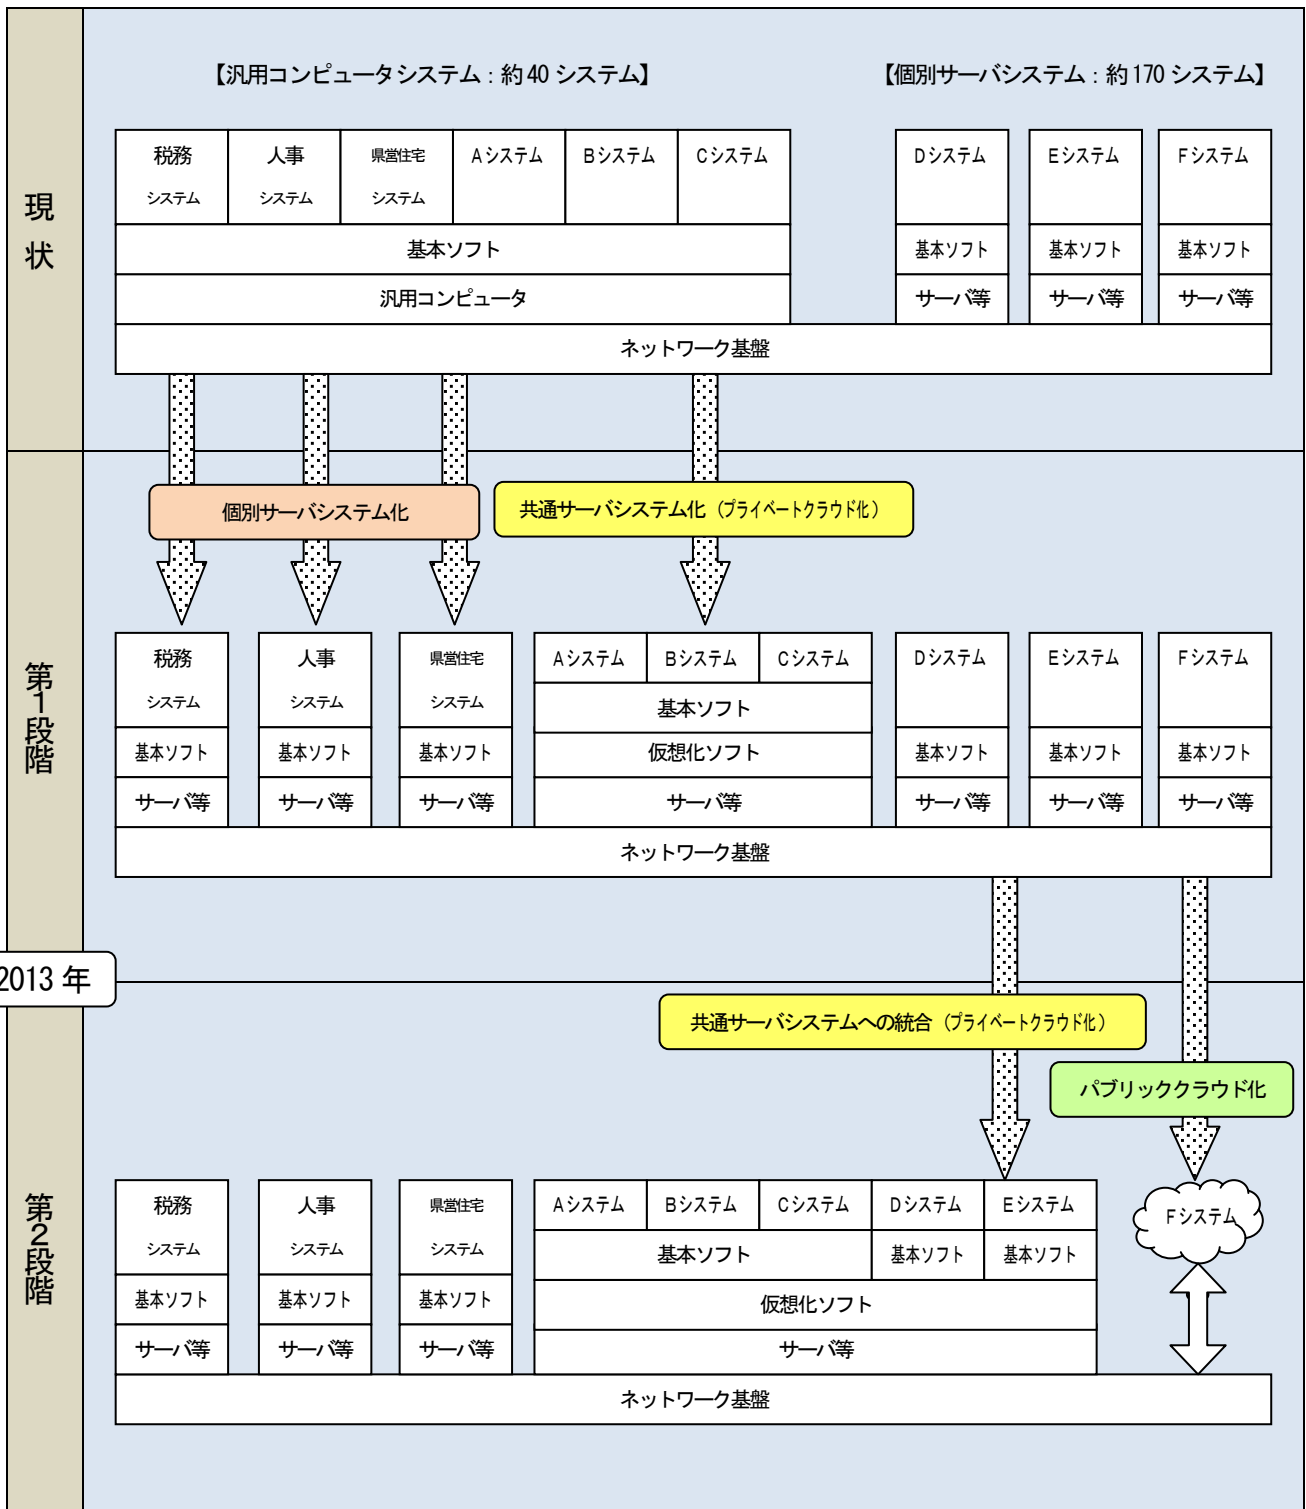 現状
【汎用コンピュータシステム：約40 システム】
【個別サーバシステム：約170 システム】
税務
システム
人事
システム
県営住宅
システム
Aシステム
Bシステム
Cシステム
Dシステム
Eシステム
Fシステム
基本ソフト
基本ソフト
基本ソフト
基本ソフト
汎用コンピュータ
サーバ等
サーバ等
サーバ等
ネットワーク基盤
第1段階
個別サーバシステム化
共通サーバシステム化（プライベートクラウド化）
税務
システム
人事
システム
県営住宅
システム
Aシステム
Bシステム
Cシステム
Dシステム
Eシステム
Fシステム
基本ソフト
基本ソフト
基本ソフト
基本ソフト
仮想化ソフト
基本ソフト
基本ソフト
基本ソフト
サーバ等
サーバ等
サーバ等
サーバ等
サーバ等
サーバ等
サーバ等
ネットワーク基盤
2013 年
第2段階
共通サーバシステムへの統合（プライベートクラウド化）
パブリッククラウド化
税務
システム
人事
システム
県営住宅
システム
Aシステム
Bシステム
Cシステム
Dシステム
Eシステム
Fシステム
基本ソフト
基本ソフト
基本ソフト
基本ソフト
基本ソフト
基本ソフト
仮想化ソフト
サーバ等
サーバ等
サーバ等
サーバ等
ネットワーク基盤